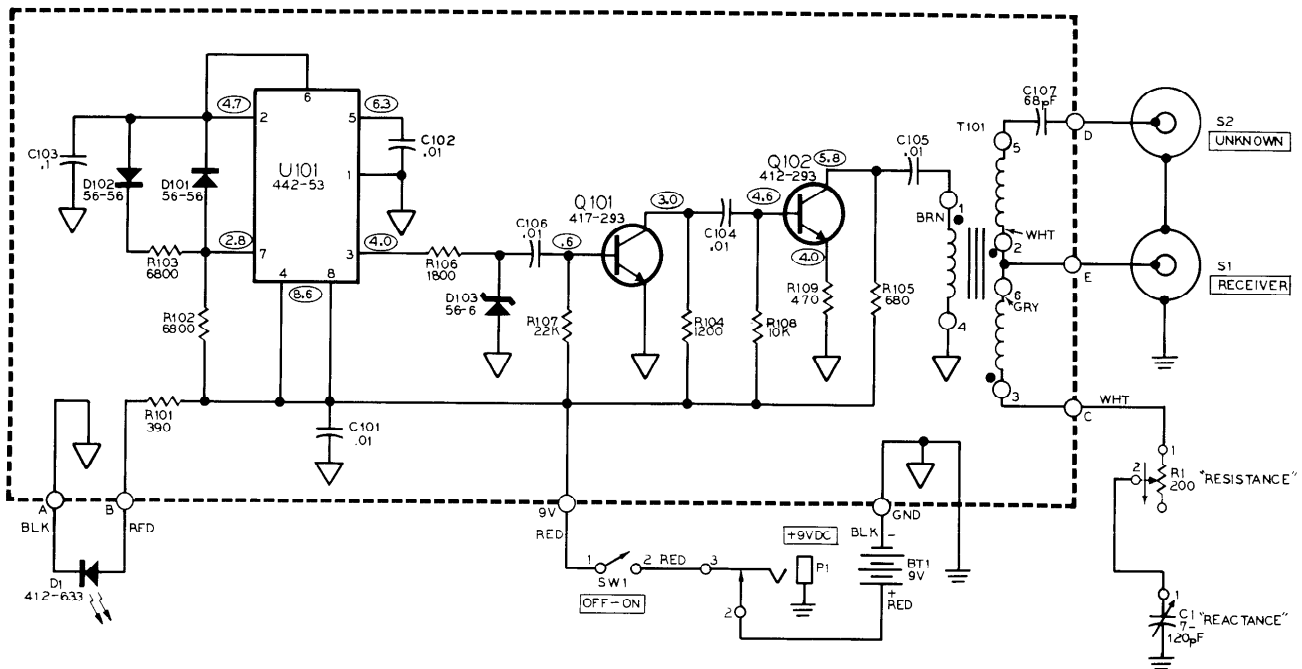 C103
.1
D102
56-56
D101
56-56
4.7
2
6
5
6.3
C102
.01
U101
442-53
1
R103
6800
2.8
7
3
4.0
4
8
8.6
R102
6800
R106
1800
D103
56-6
C106
.01
.6
Q101
417-293
R107
22K
3.0
C104
.01
4.6
R104
1200
R108
10K
Q102
412-293
5.8
4.0
R109
470
R105
680
C105
.01
BRN
1
4
T101
5
WHT
2
6
GRY
3
C107
68pF
D
S2
UNKNOWN
E
S1
RECEIVER
R101
390
C101
.01
C
WHT
1
2
R1
200
"RESISTANCE"
1
C1
7-
120pF
"REACTANCE"
A
BLK
B
RED
D1
412-633
9V
RED
1
2
RED
3
SW1
OFF-ON
2
+9VDC
P1
GND
BLK
-
BT1
9V
+
RED